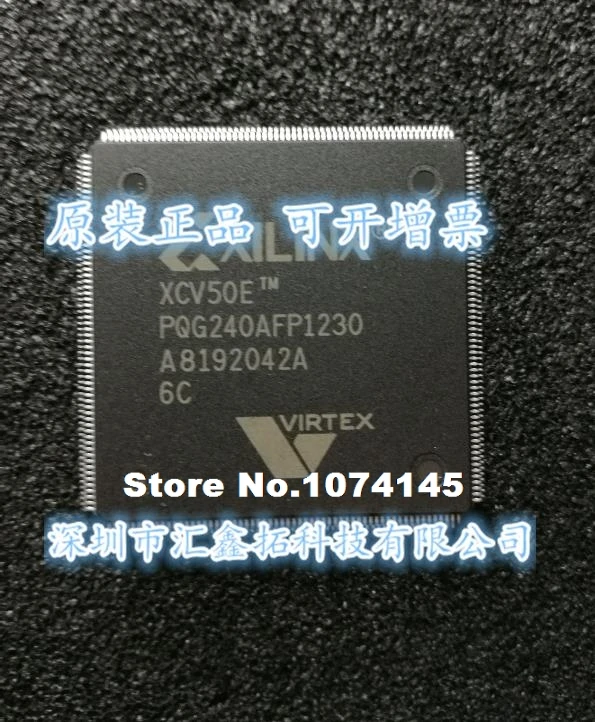 原装正品 可开增票
XILINX
XCV50E™
PQG240AFP1230
A8192042A
6C
VIRTEX
Store No.1074145
深圳市汇鑫拓科技有限公司